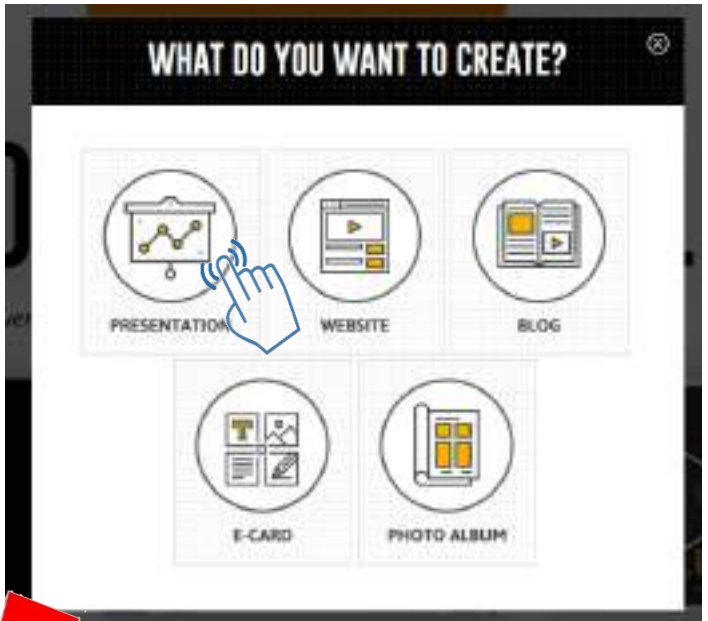 WHAT DO YOU WANT TO CREATE?
PRESENTATION
WEBSITE
BLOG
E-CARD
PHOTO ALBUM